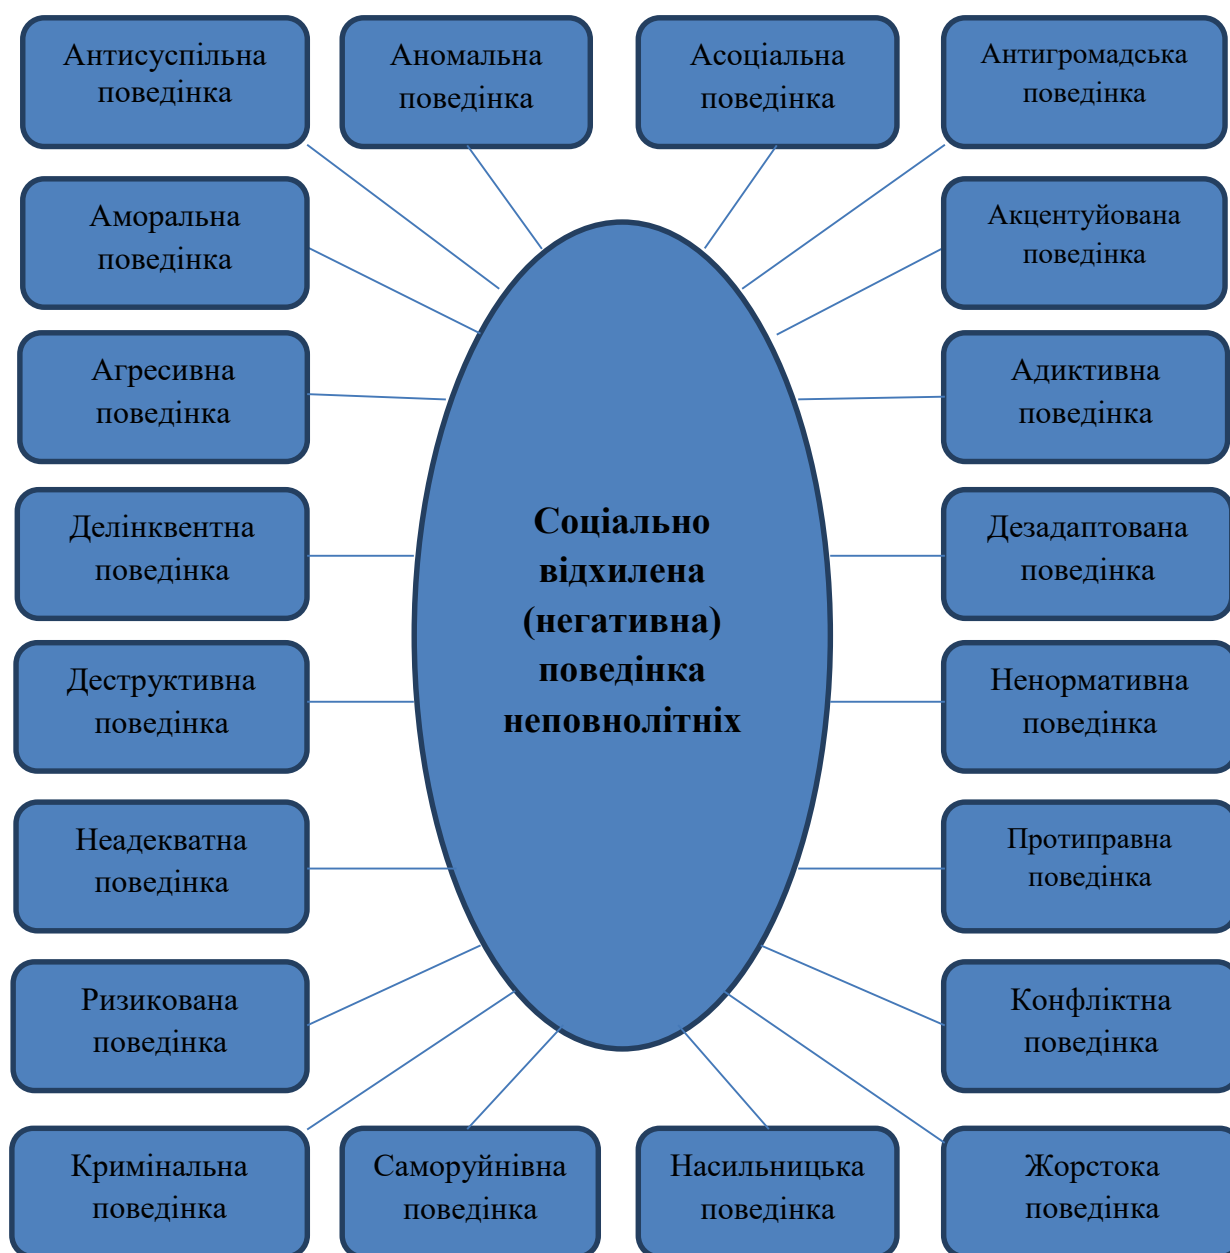 Антисуспільна
поведінка
Аномальна
поведінка
Асоціальна
поведінка
Антигромадська
поведінка
Аморальна
поведінка
Акцентуйована
поведінка
Агресивна
поведінка
Адиктивна
поведінка
Соціально
відхилена
(негативна)
поведінка
неповнолітніх
Делінквентна
поведінка
Дезадаптована
поведінка
Деструктивна
поведінка
Ненормативна
поведінка
Неадекватна
поведінка
Протиправна
поведінка
Ризикована
поведінка
Конфліктна
поведінка
Кримінальна
поведінка
Саморуйнівна
поведінка
Насильницька
поведінка
Жорстока
поведінка